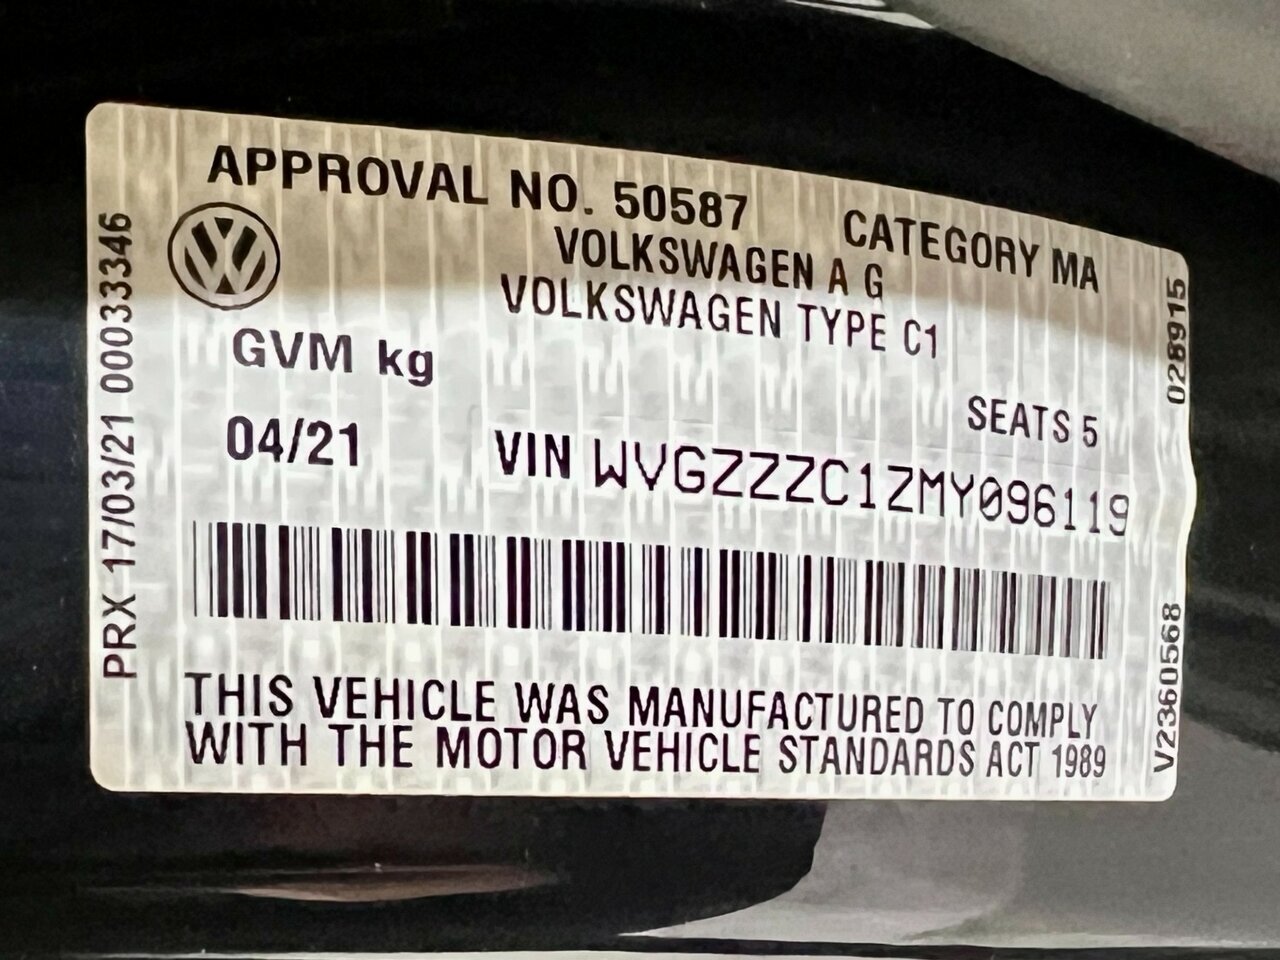 APPROVAL NO. 50587
CATEGORY MA
VOLKSWAGEN A G
VOLKSWAGEN TYPE C1
GVM kg
SEATS 5
04/21
VIN WVGZZZC1ZMY096119
THIS VEHICLE WAS MANUFACTURED TO COMPLY
WITH THE MOTOR VEHICLE STANDARDS ACT 1989
PRX 17/03/21 00033346
028915
V2360568